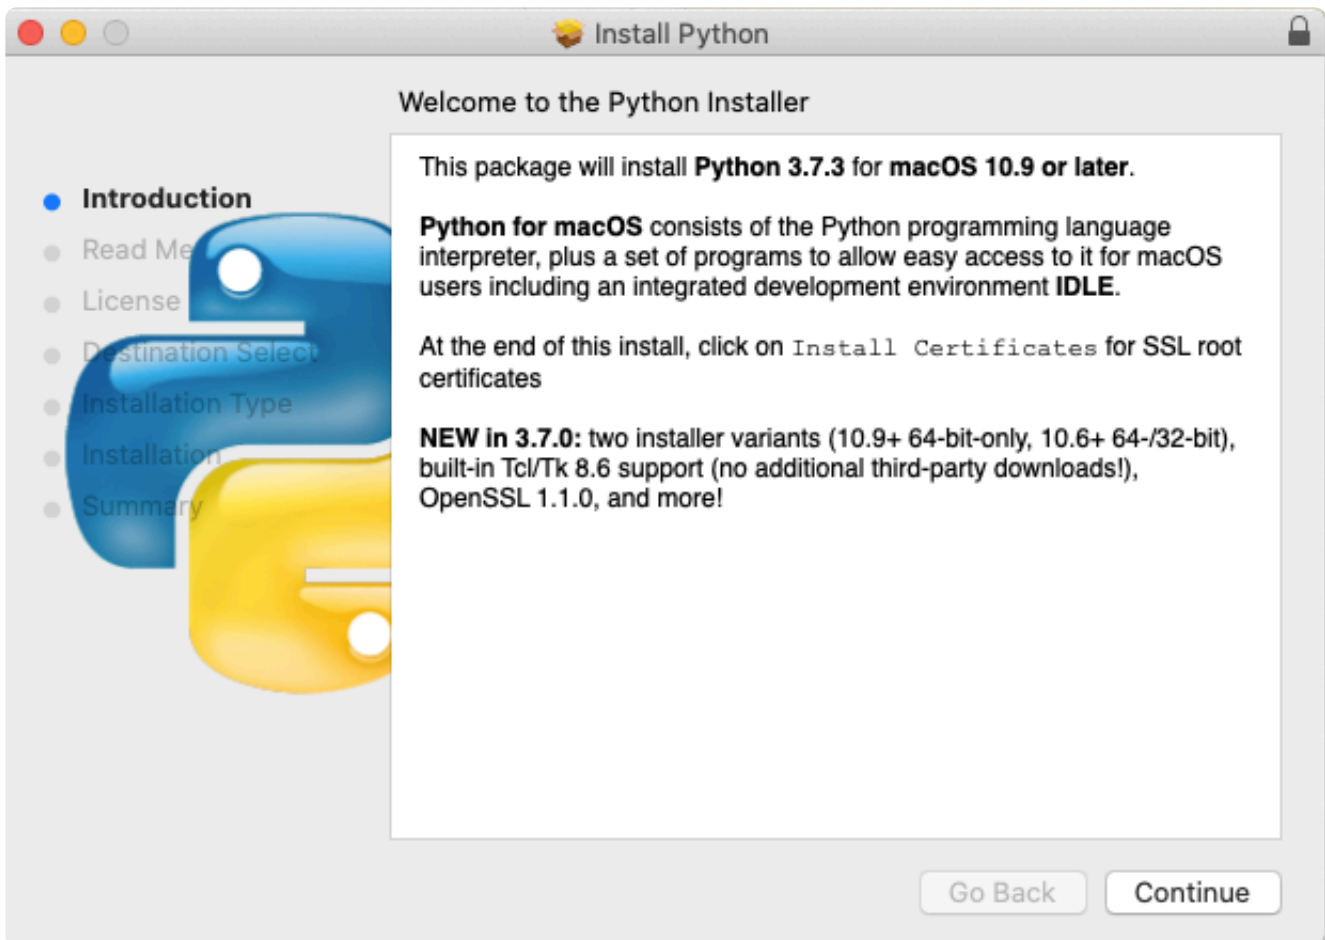 Install Python
Welcome to the Python Installer
Introduction
Read Me
License
Destination Select
Installation Type
Installation
Summary
This package will install Python 3.7.3 for macOS 10.9 or later.
Python for macOS consists of the Python programming language
interpreter, plus a set of programs to allow easy access to it for macOS
users including an integrated development environment IDLE.
At the end of this install, click on Install Certificates for SSL root
certificates
NEW in 3.7.0: two installer variants (10.9+ 64-bit-only, 10.6+ 64-/32-bit),
built-in Tcl/Tk 8.6 support (no additional third-party downloads!),
OpenSSL 1.1.0, and more!
Go Back
Continue